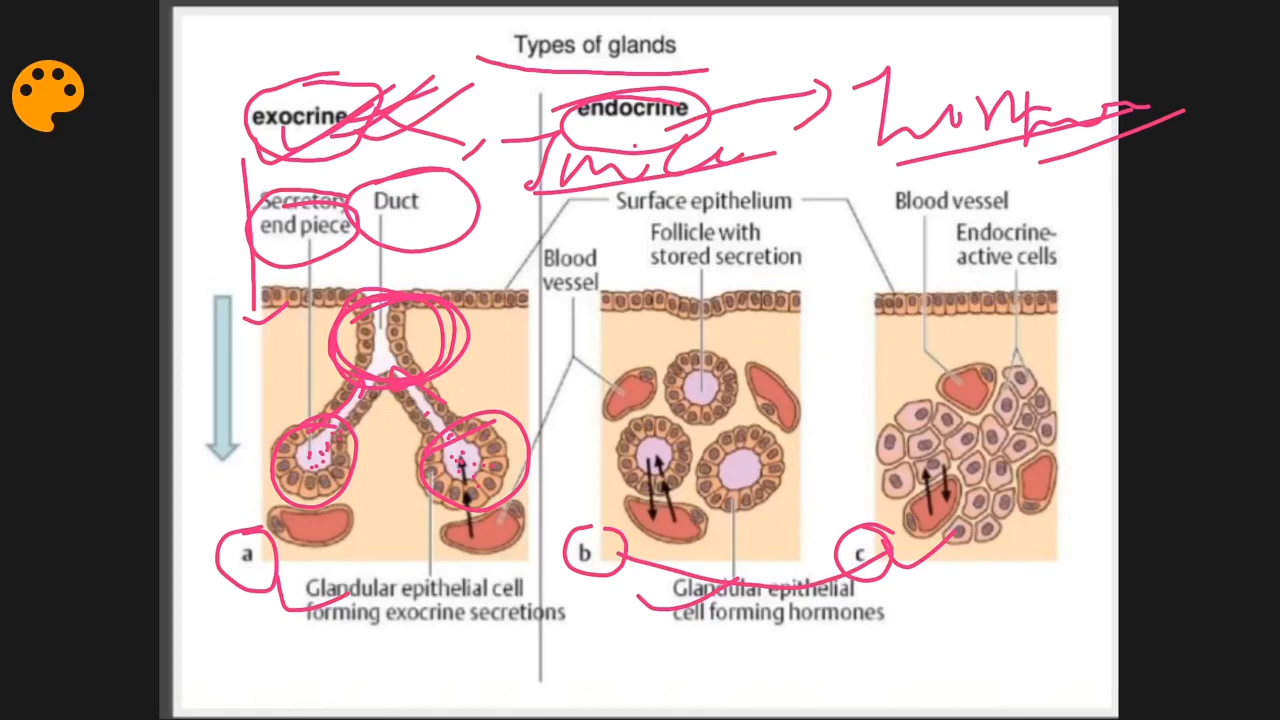 Types of glands
exocrine
endocrine
Secretory
end piece
Duct
Surface epithelium
Blood vessel
Follicle with
stored secretion
Endocrine-
active cells
Blood
vessel
a
b
c
Glandular epithelial cell
forming exocrine secretions
Glandular epithelial
cell forming hormones